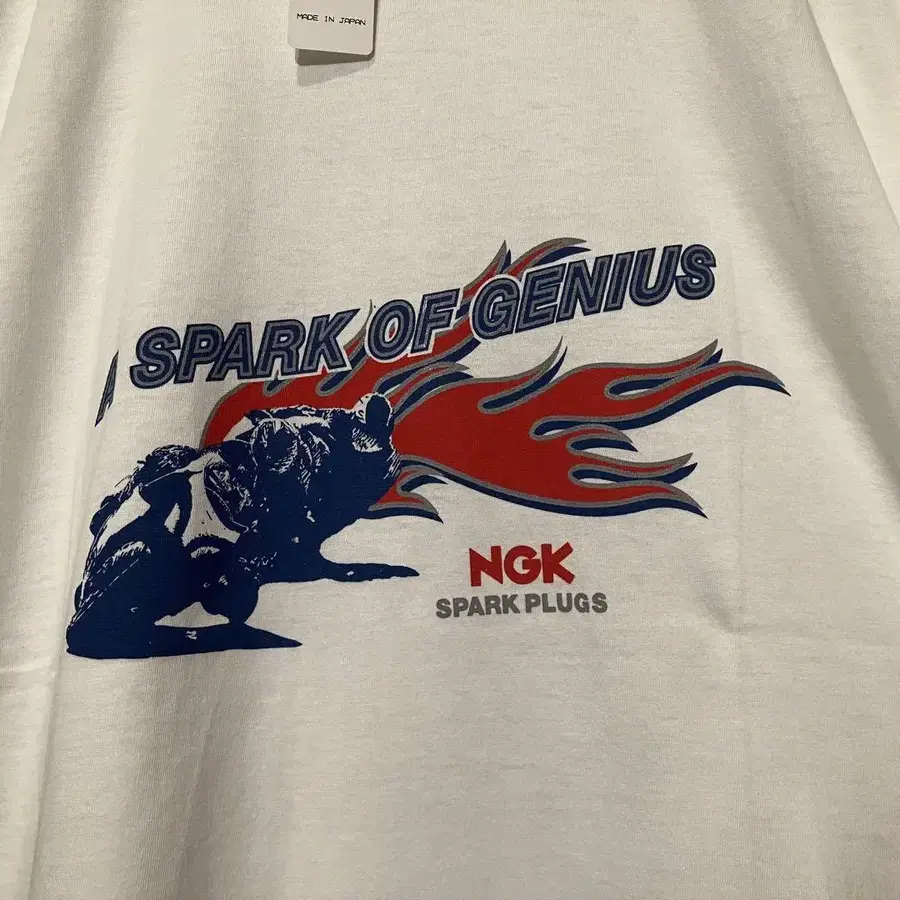 MADE IN JAPAN
A SPARK OF GENIUS
NGK
SPARK PLUGS